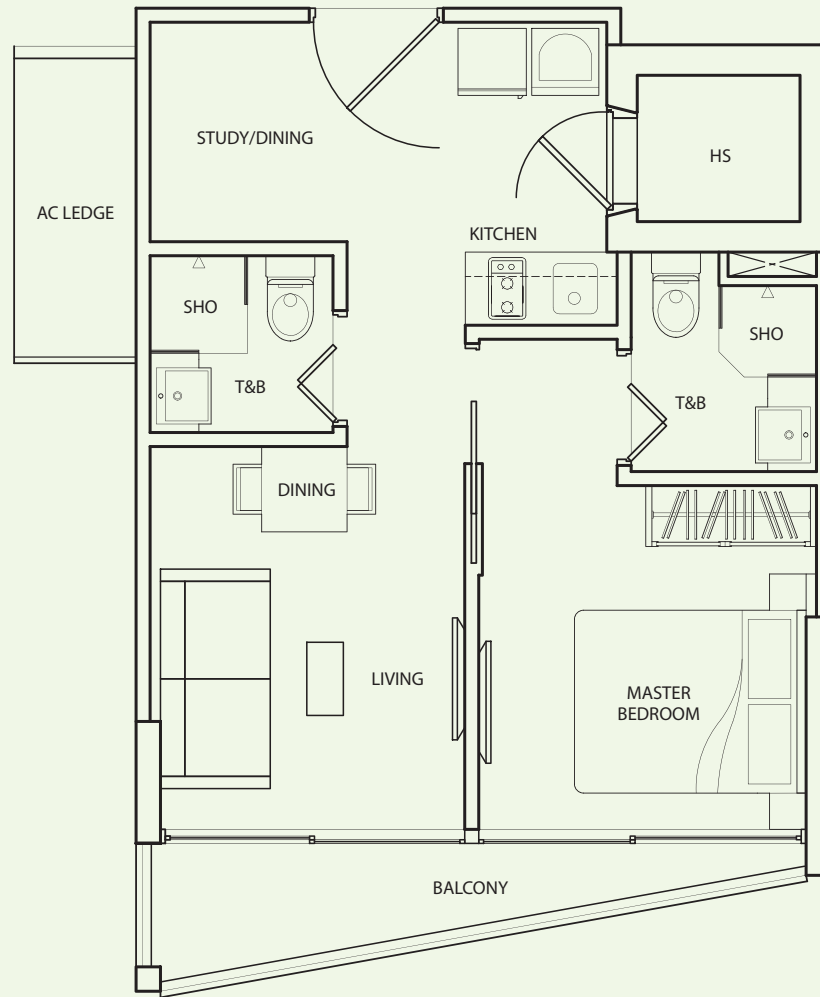 STUDY/DINING
HS
AC LEDGE
KITCHEN
SHO
SHO
T&B
T&B
DINING
LIVING
MASTER
BEDROOM
BALCONY